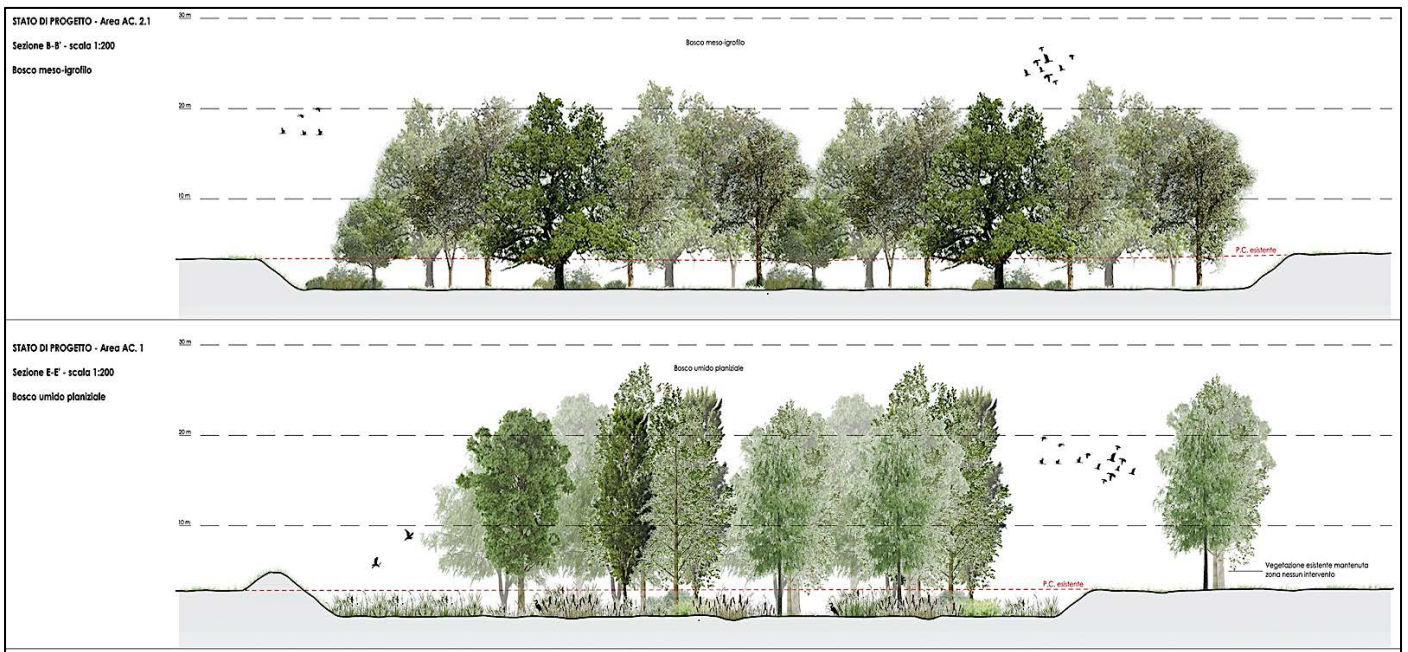 STATO DI PROGETTO - Area AC. 2.1
Sezione B-B' - scala 1:200
Bosco meso-igrofilo
30 m
Bosco meso-igrofilo
20 m
10 m
P.C. esistente
STATO DI PROGETTO - Area AC. 1
Sezione E-E' - scala 1:200
Bosco umido planiziale
30 m
Bosco umido planiziale
20 m
10 m
P.C. esistente
Vegetazione esistente mantenuta
zona nessun intervento